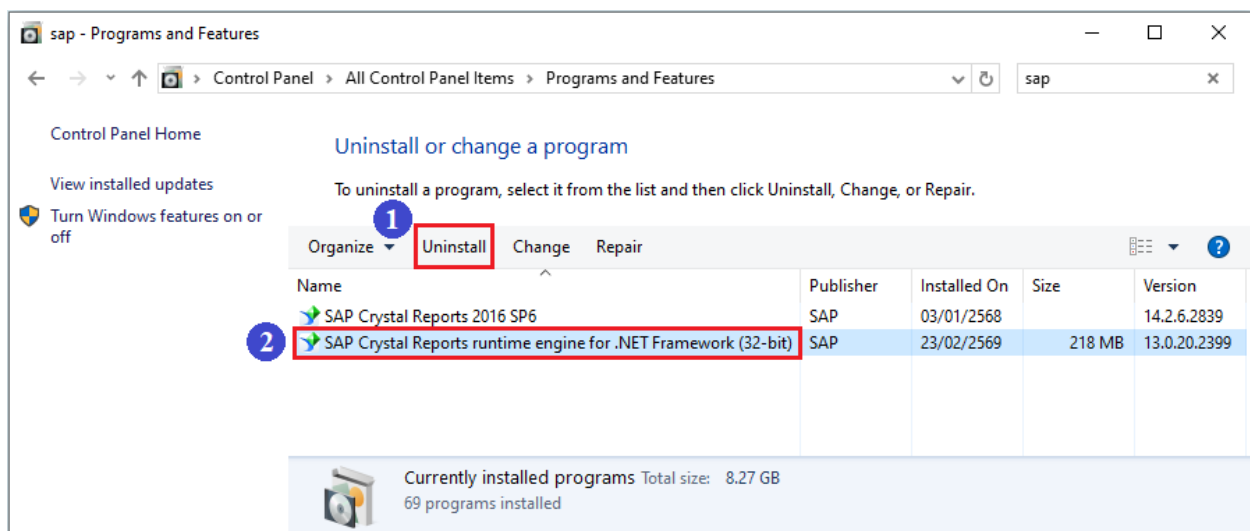 sap - Programs and Features
Control Panel > All Control Panel Items > Programs and Features
sap
Control Panel Home
View installed updates
Turn Windows features on or
off
Uninstall or change a program
To uninstall a program, select it from the list and then click Uninstall, Change, or Repair.
1
Organize Uninstall Change Repair
Name Publisher Installed On Size Version
SAP Crystal Reports 2016 SP6 SAP 03/01/2568 14.2.6.2839
2 SAP Crystal Reports runtime engine for .NET Framework (32-bit) SAP 23/02/2569 218 MB 13.0.20.2399
Currently installed programs Total size: 8.27 GB
69 programs installed